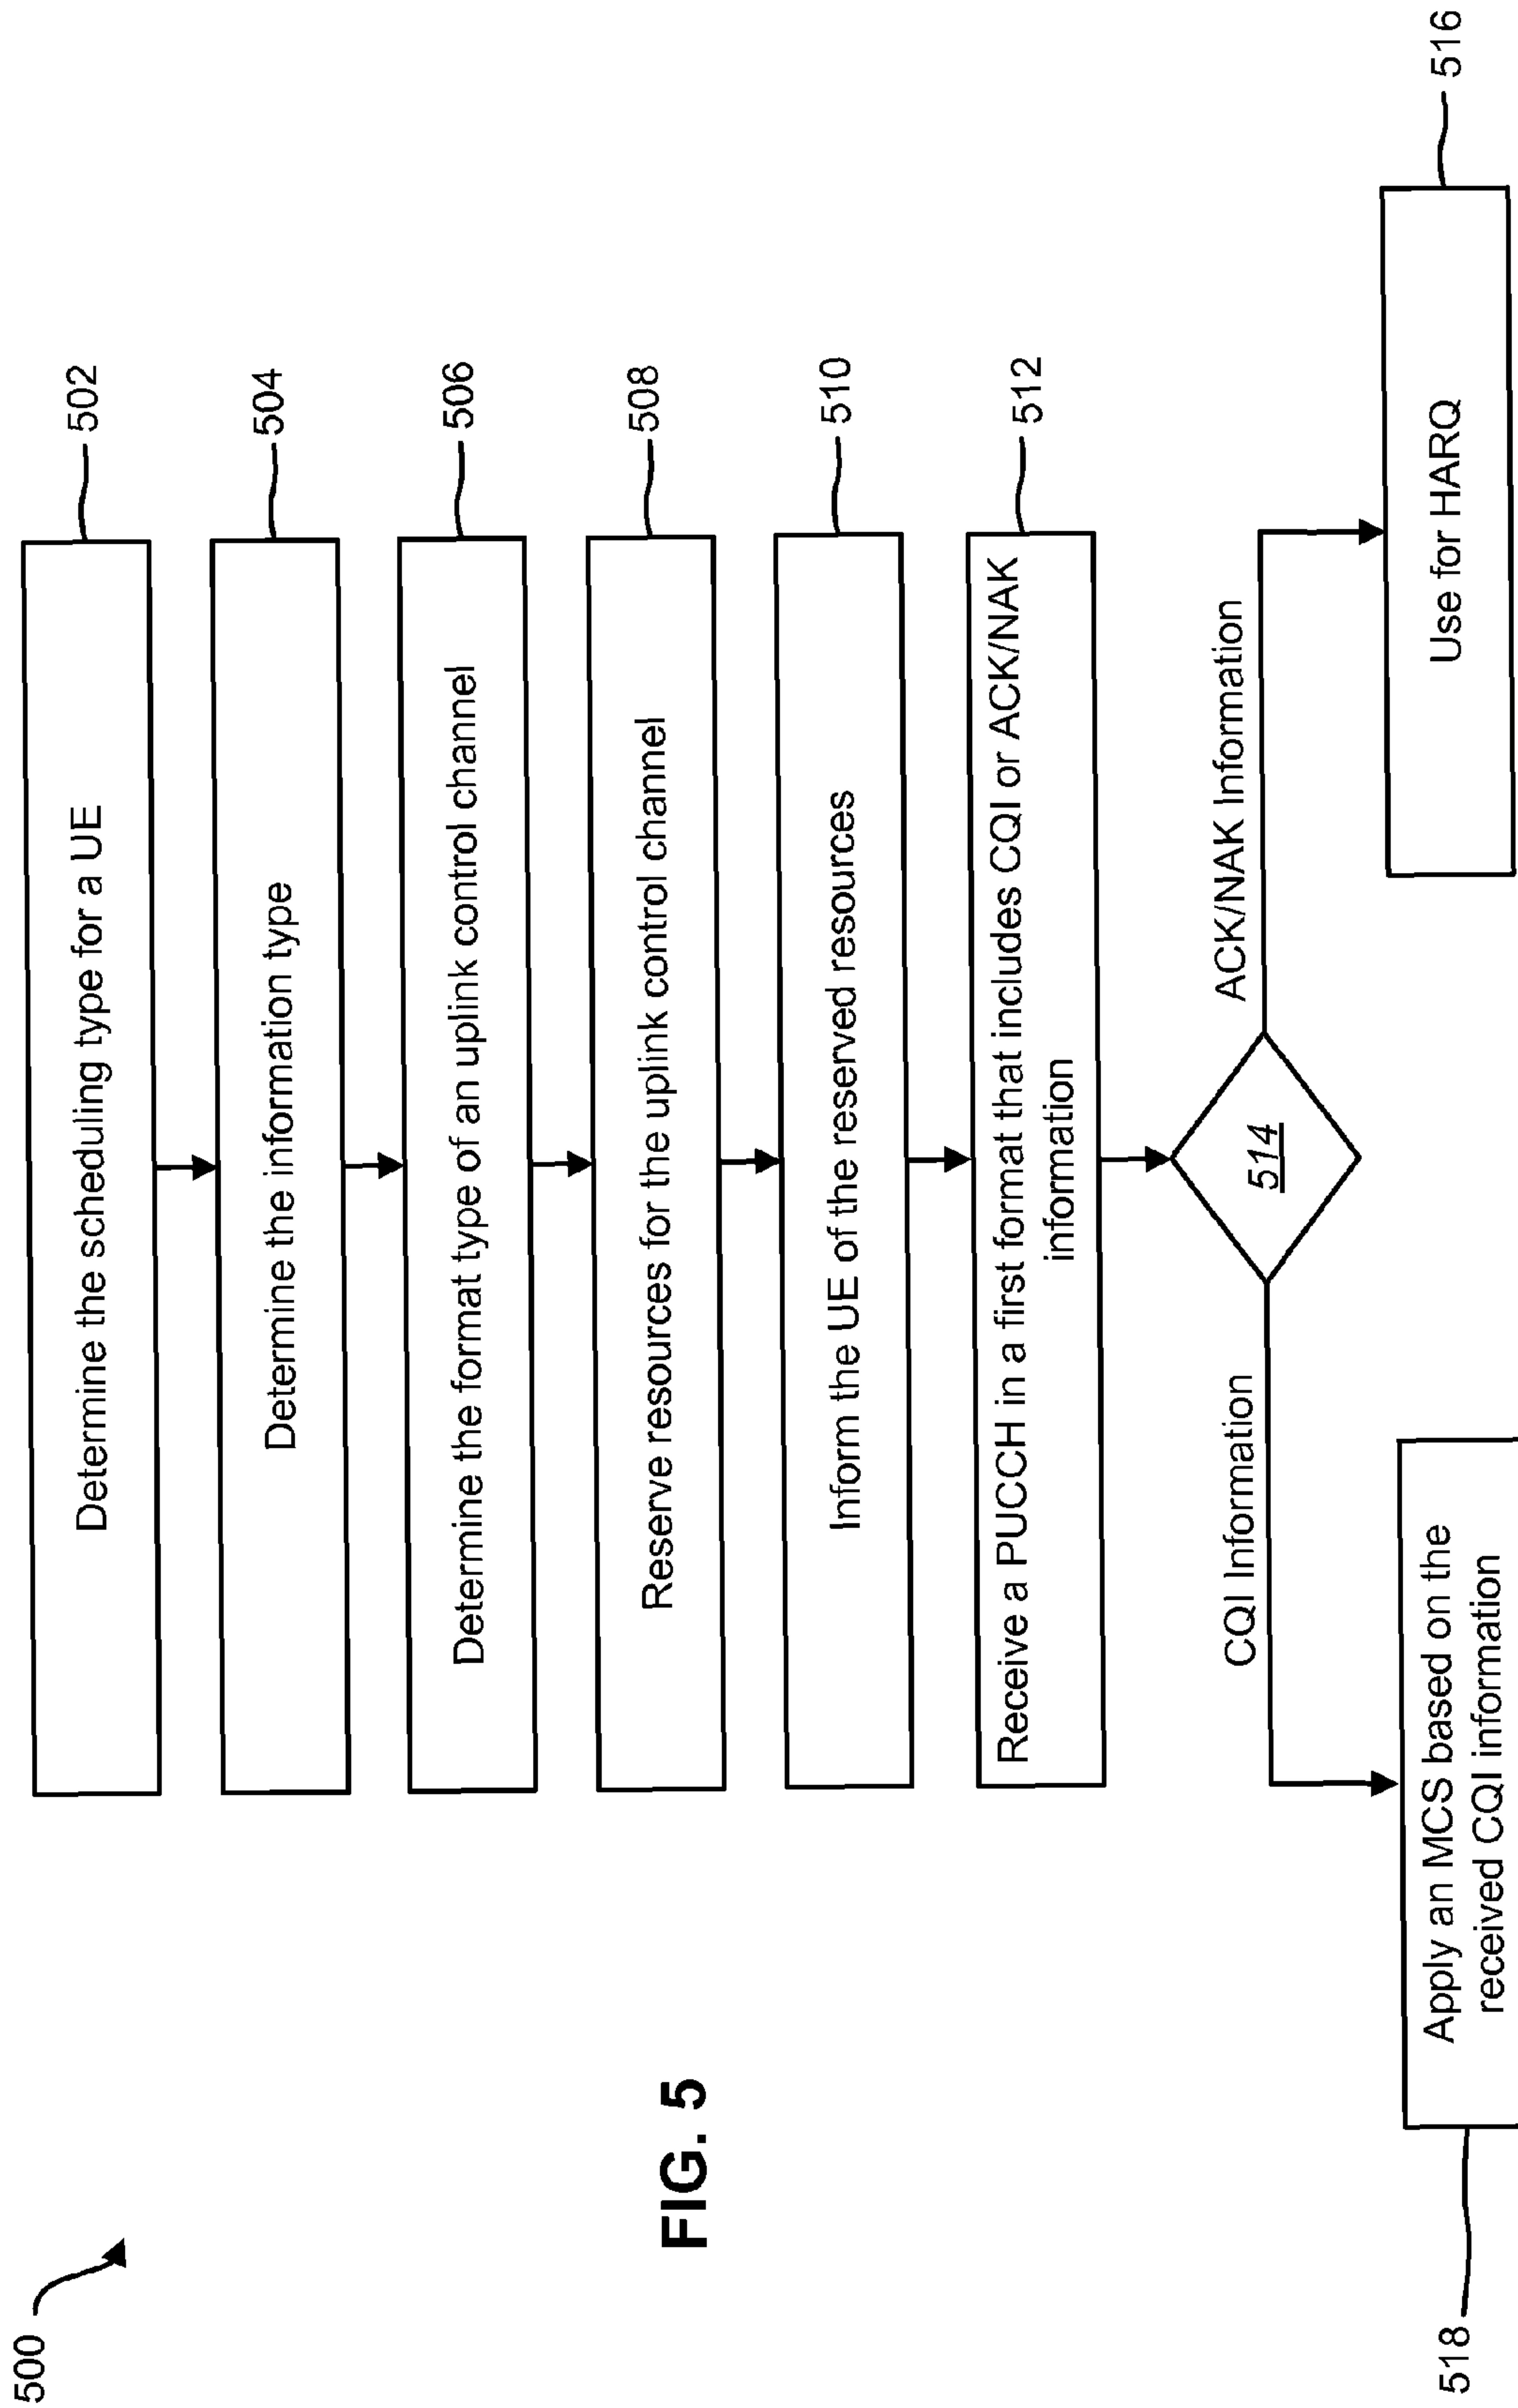 500
Determine the scheduling type for a UE
502
Determine the information type
504
Determine the format type of an uplink control channel
506
Reserve resources for the uplink control channel
508
Inform the UE of the reserved resources
510
Receive a PUCCH in a first format that includes CQI or ACK/NAK
information
512
514
CQI Information
ACK/NAK Information
Apply an MCS based on the
received CQI information
518
Use for HARQ
516
FIG. 5